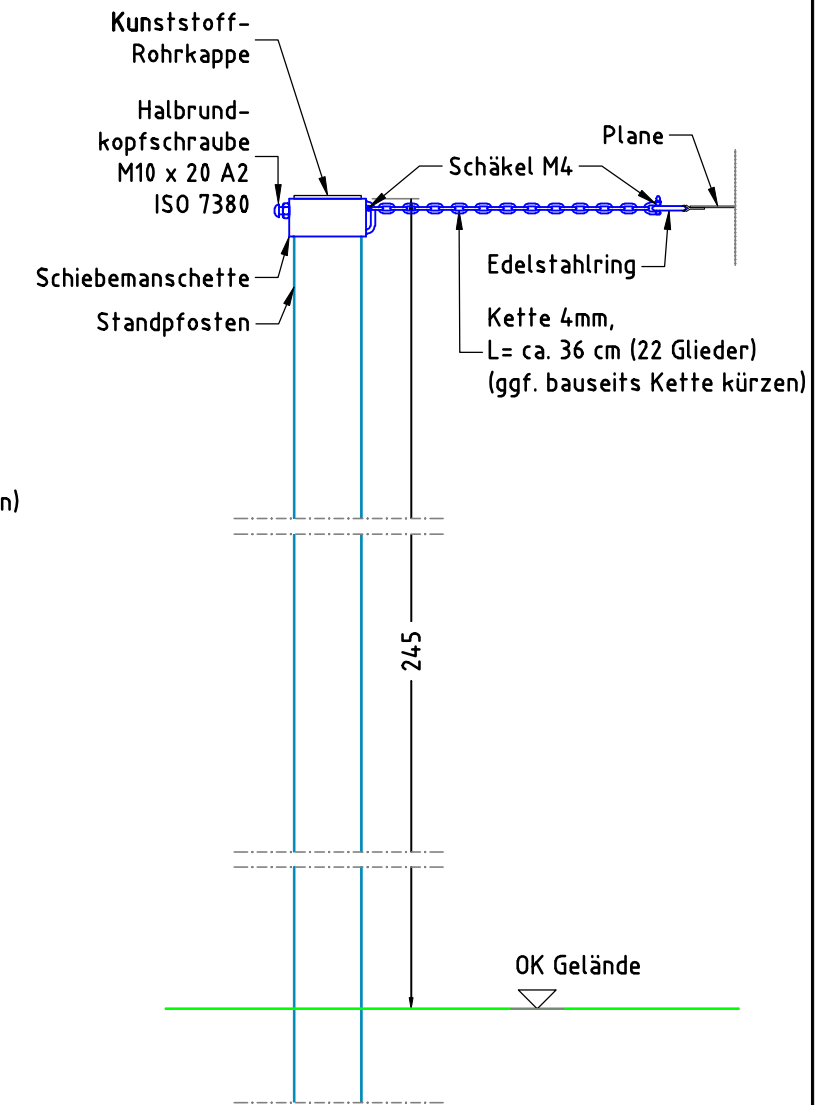 Kunststoff-
Rohrkappe
Halbrund-
kopfschraube
M10 x 20 A2
ISO 7380
Plane
Schäkel M4
Schiebemanschette
Edelstahlring
Standpfosten
Kette 4mm,
L= ca. 36 cm (22 Glieder)
(ggf. bauseits Kette kürzen)
n)
245
OK Gelände